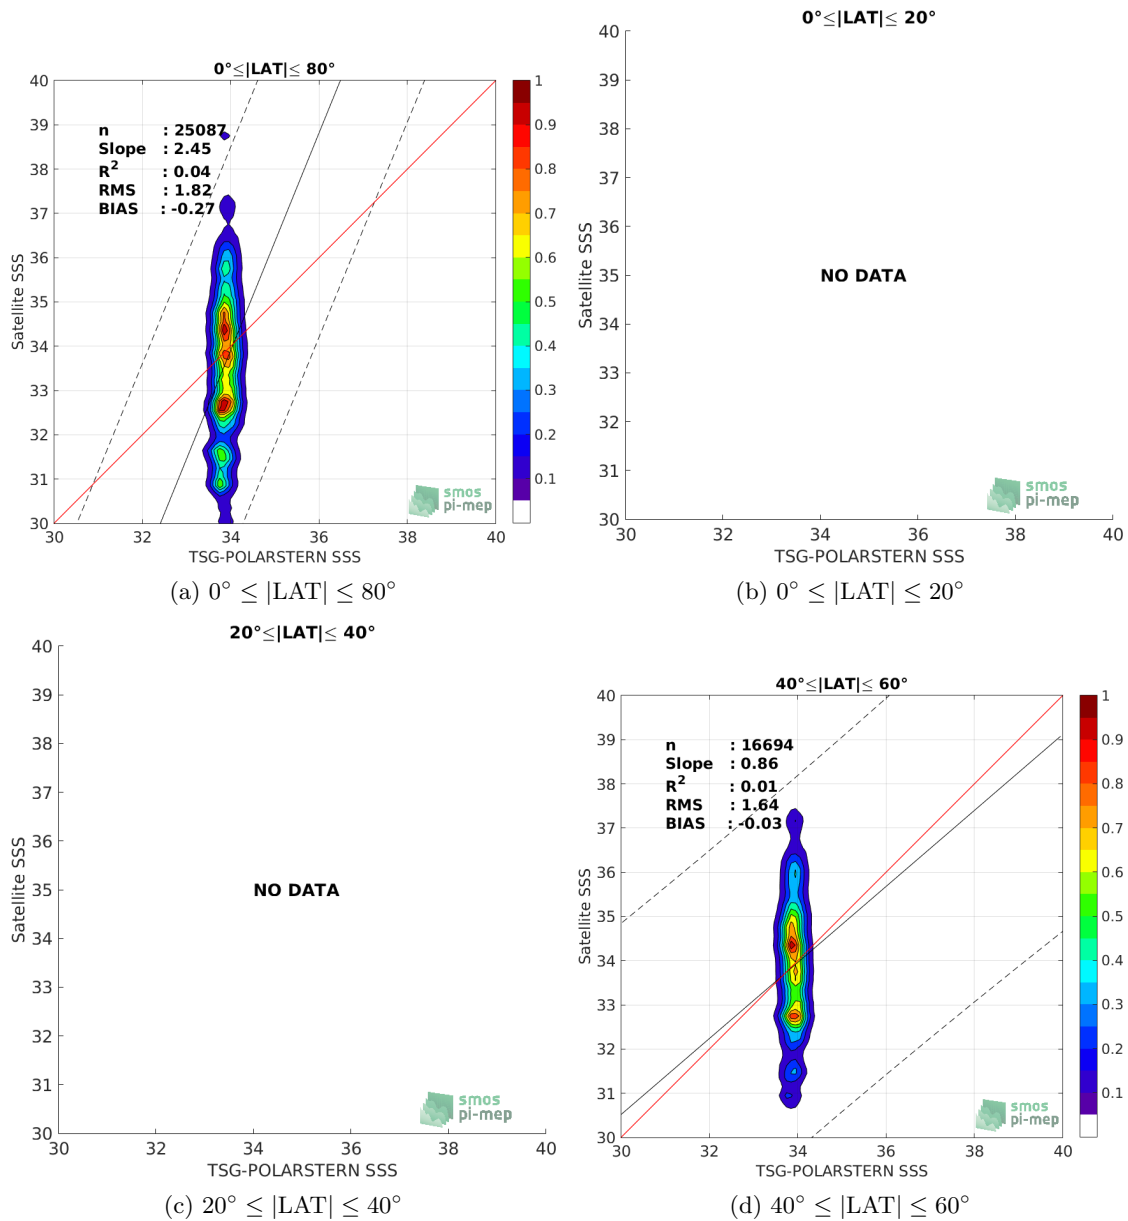 0°≤|LAT|≤ 80°
40
39
38
37
36
35
34
33
32
31
30
Satellite SSS
n : 25087
Slope : 2.45
R2 : 0.04
RMS : 1.82
BIAS : -0.27
1
0.9
0.8
0.7
0.6
0.5
0.4
0.3
0.2
0.1
smos
pi-mep
30 32 34 36 38 40
TSG-POLARSTERN SSS
(a) 0° ≤ |LAT| ≤ 80°
0°≤|LAT|≤ 20°
40
39
38
37
36
35
34
33
32
31
30
Satellite SSS
NO DATA
smos
pi-mep
30 32 34 36 38 40
TSG-POLARSTERN SSS
(b) 0° ≤ |LAT| ≤ 20°
20°≤|LAT|≤ 40°
40
39
38
37
36
35
34
33
32
31
30
Satellite SSS
NO DATA
smos
pi-mep
30 32 34 36 38 40
TSG-POLARSTERN SSS
(c) 20° ≤ |LAT| ≤ 40°
40°≤|LAT|≤ 60°
40
39
38
37
36
35
34
33
32
31
30
Satellite SSS
n : 16694
Slope : 0.86
R2 : 0.01
RMS : 1.64
BIAS : -0.03
1
0.9
0.8
0.7
0.6
0.5
0.4
0.3
0.2
0.1
smos
pi-mep
30 32 34 36 38 40
TSG-POLARSTERN SSS
(d) 40° ≤ |LAT| ≤ 60°